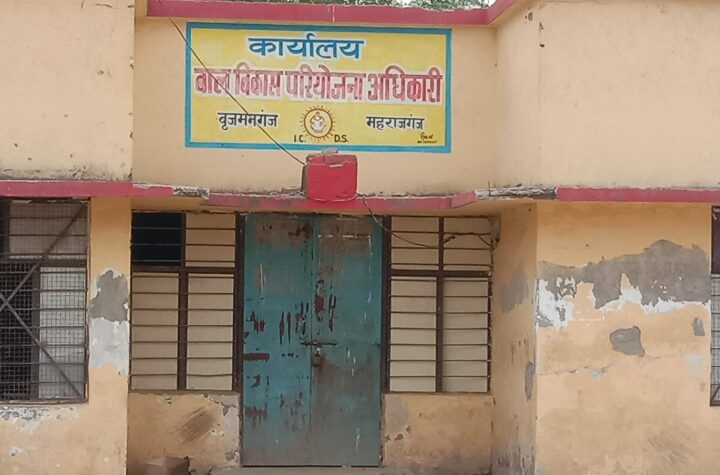 कार्यालय
बाल विकास परियोजना अधिकारी
बृजमनगंज I.C.D.S. महराजगंज